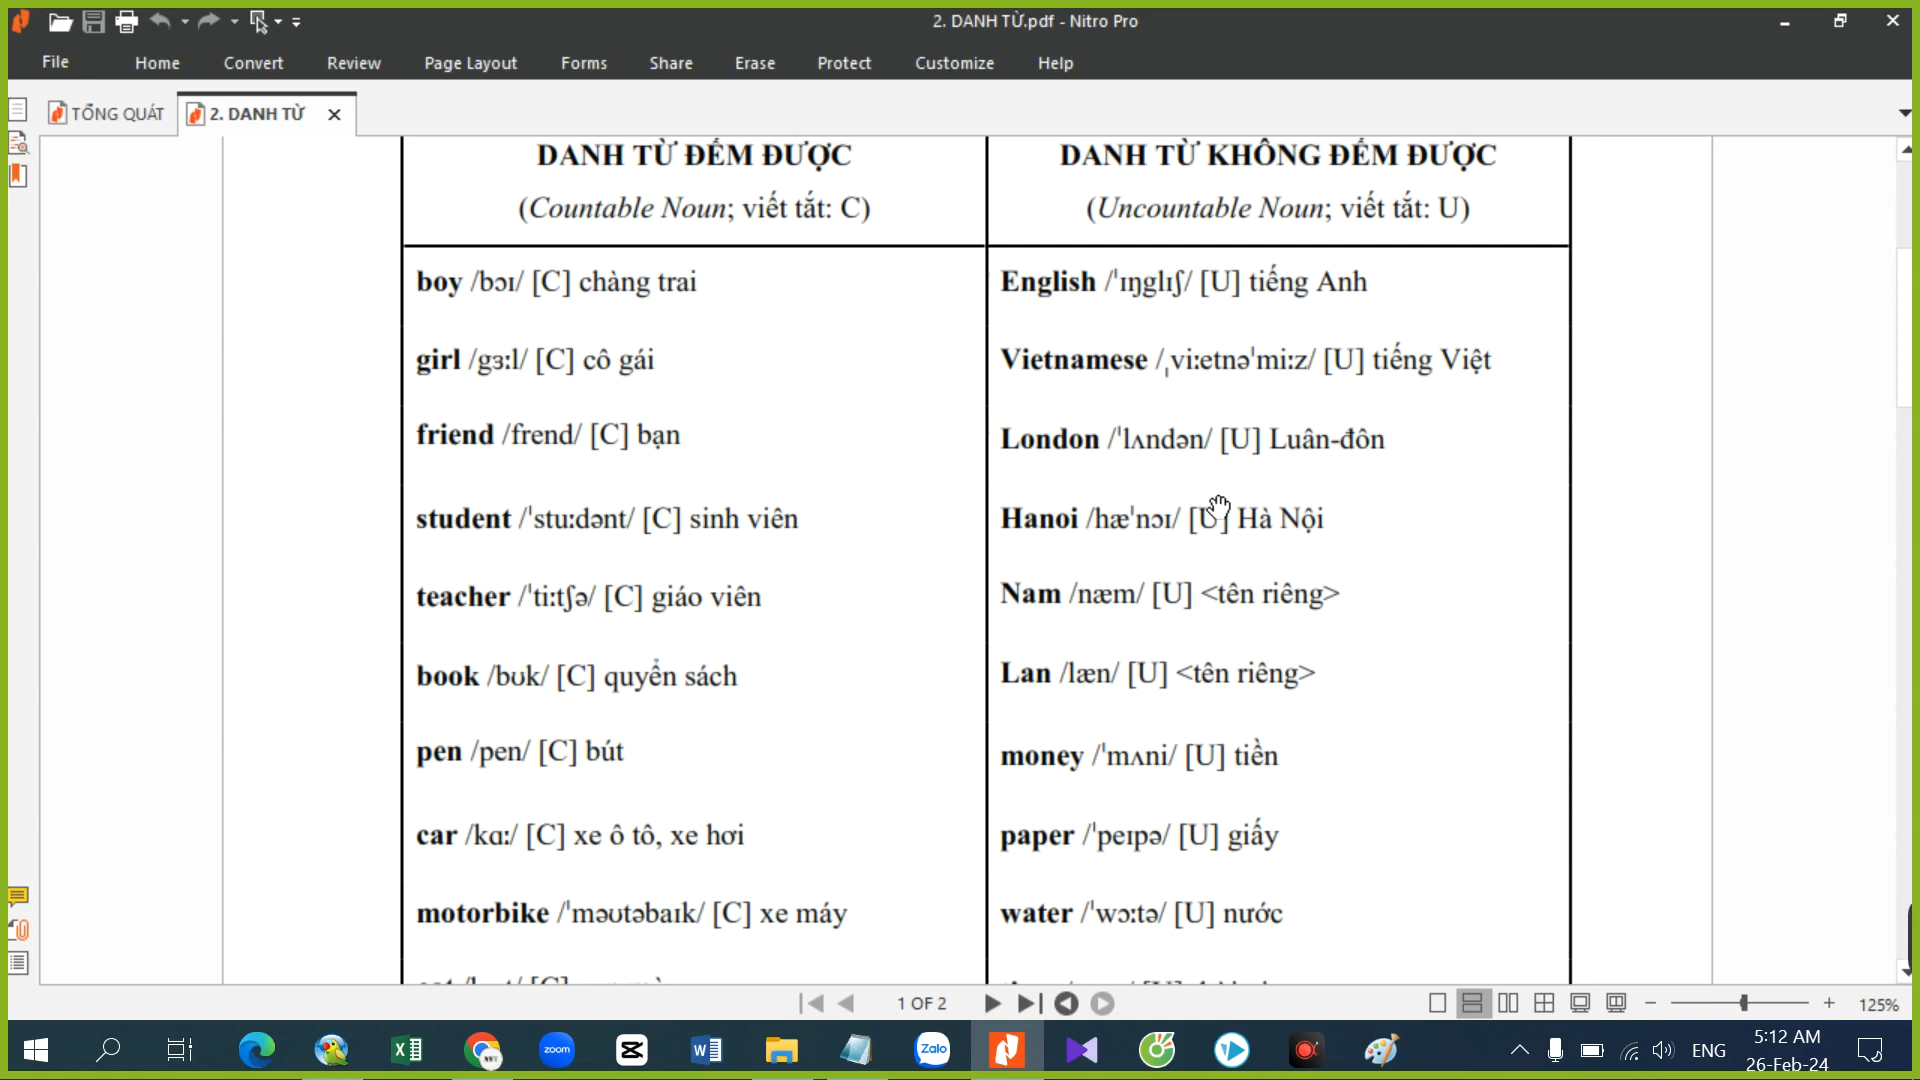 2. DANH TỪ.pdf - Nitro Pro
File Home Convert Review Page Layout Forms Share Erase Protect Customize Help
TỔNG QUÁT 2. DANH TỪ
DANH TỪ ĐẾM ĐƯỢC
(Countable Noun; viết tắt: C)
boy /bɔɪ/ [C] chàng trai
girl /gɜːl/ [C] cô gái
friend /frend/ [C] bạn
student /ˈstuːdənt/ [C] sinh viên
teacher /ˈtiːtʃə/ [C] giáo viên
book /bʊk/ [C] quyển sách
pen /pen/ [C] bút
car /kɑː/ [C] xe ô tô, xe hơi
motorbike /ˈməʊtəbaɪk/ [C] xe máy
DANH TỪ KHÔNG ĐẾM ĐƯỢC
(Uncountable Noun; viết tắt: U)
English /ˈɪŋglɪʃ/ [U] tiếng Anh
Vietnamese /ˌviːetnəˈmiːz/ [U] tiếng Việt
London /ˈlʌndən/ [U] Luân-đôn
Hanoi /hæˈnɔɪ/ [U] Hà Nội
Nam /næm/ [U] <tên riêng>
Lan /læn/ [U] <tên riêng>
money /ˈmʌni/ [U] tiền
paper /ˈpeɪpə/ [U] giấy
water /ˈwɔːtə/ [U] nước
1 OF 2
125%
zoom
Zalo
ENG
5:12 AM
26-Feb-24